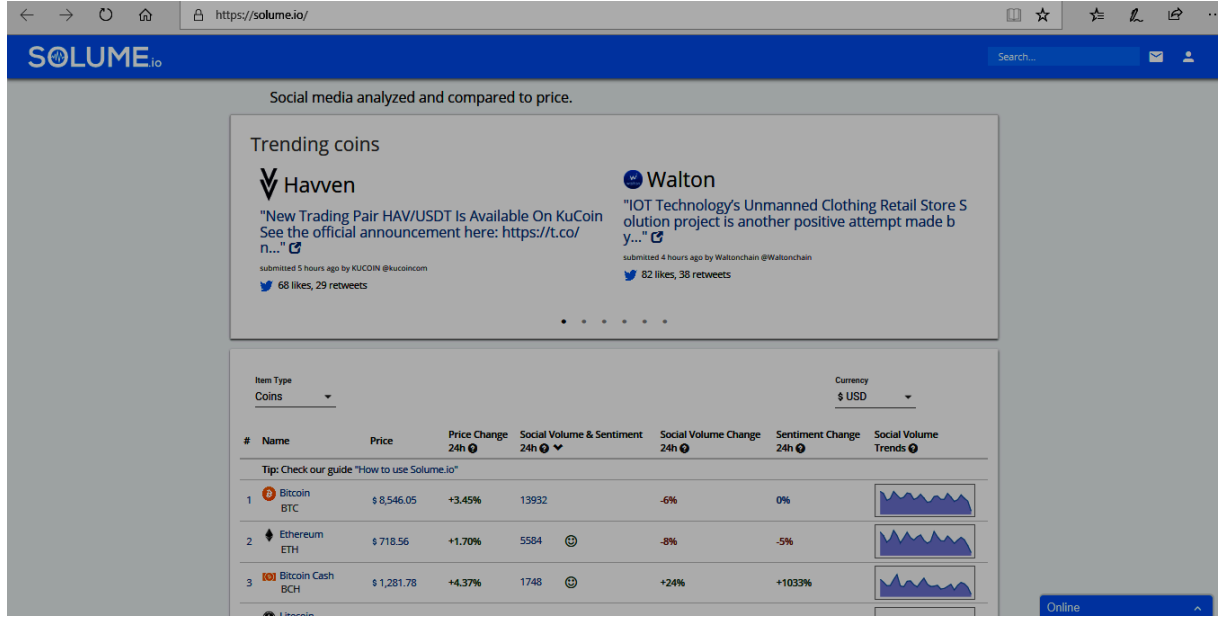 https://solume.io/
SOLUME.io
Search...
Social media analyzed and compared to price.
Trending coins
Havven
"New Trading Pair HAV/USDT Is Available On KuCoin
See the official announcement here: https://t.co/
n..."
submitted 5 hours ago by KUCOIN @kucoincom
68 likes, 29 retweets
Walton
"IOT Technology's Unmanned Clothing Retail Store S
olution project is another positive attempt made b
y..."
submitted 4 hours ago by Waltonchain @Waltonchain
82 likes, 38 retweets
Item Type
Coins
Currency
$ USD
# Name Price Price Change 24h Social Volume & Sentiment 24h Social Volume Change 24h Sentiment Change 24h Social Volume Trends
Tip: Check our guide "How to use Solume.io"
1 Bitcoin BTC $ 8,546.05 +3.45% 13932 -6% 0%
2 Ethereum ETH $ 718.56 +1.70% 5584 -8% -5%
3 Bitcoin Cash BCH $ 1,281.78 +4.37% 1748 +24% +1033%
Litecoin
Online